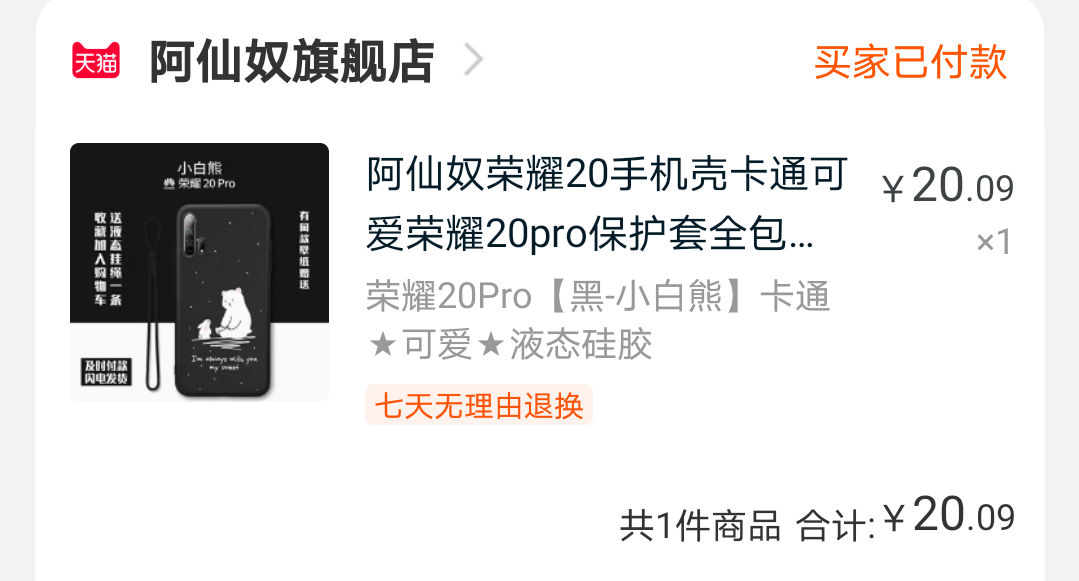 天猫 阿仙奴旗舰店 买家已付款
小白熊
荣耀20 Pro
送液态挂绳一条
收藏加入购物车
有同款壁纸赠送
I'm always with you
my sweet
及时付款
闪电发货
阿仙奴荣耀20手机壳卡通可
爱荣耀20pro保护套全包...
¥20.09
×1
荣耀20Pro【黑-小白熊】卡通
★可爱★液态硅胶
七天无理由退换
共1件商品 合计:¥20.09